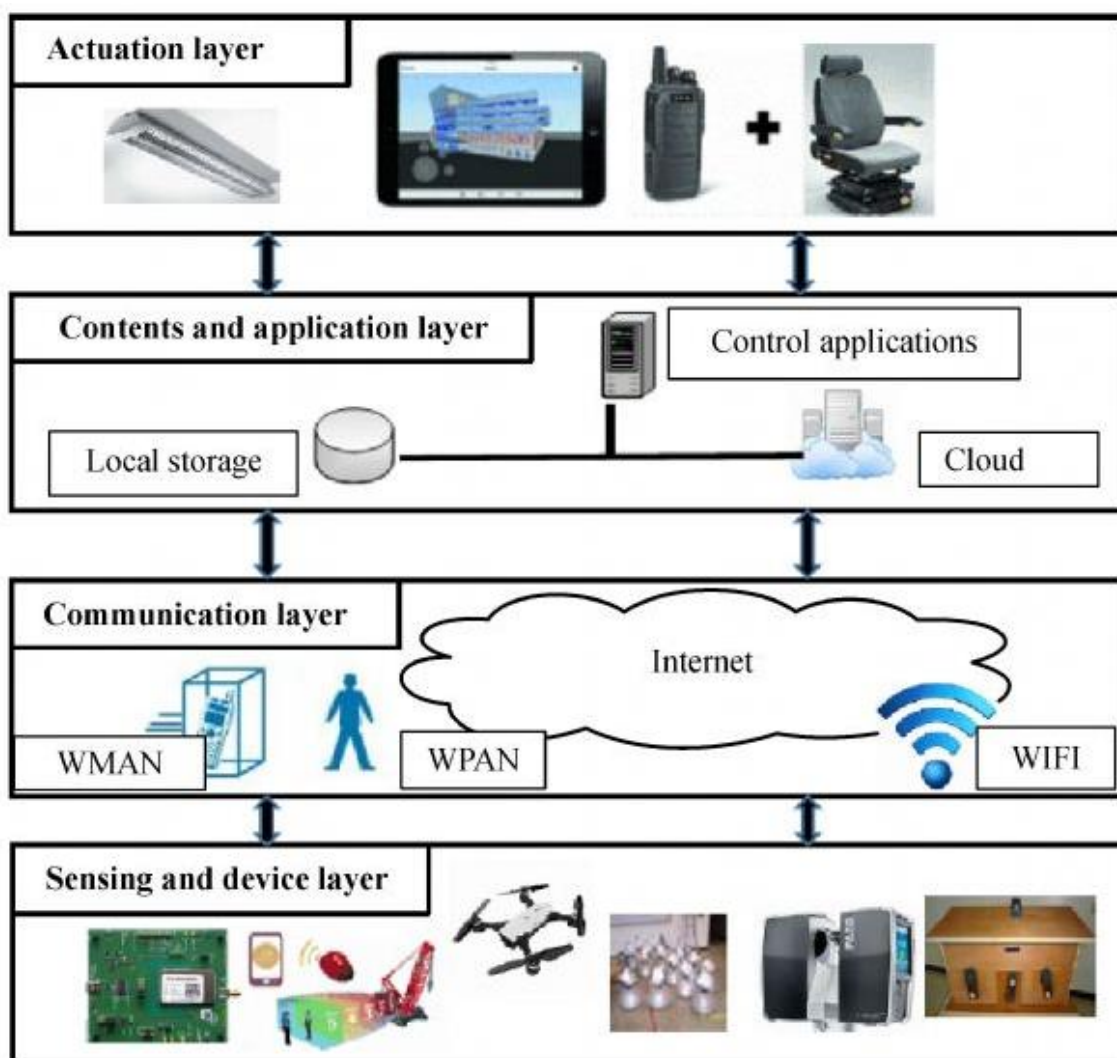 Actuation layer
Contents and application layer
Control applications
Local storage
Cloud
Communication layer
Internet
WMAN
WPAN
WIFI
Sensing and device layer